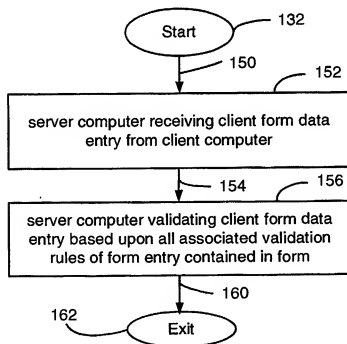 Start
132
150
152
server computer receiving client form data
entry from client computer
154
156
server computer validating client form data
entry based upon all associated validation
rules of form entry contained in form
160
162
Exit